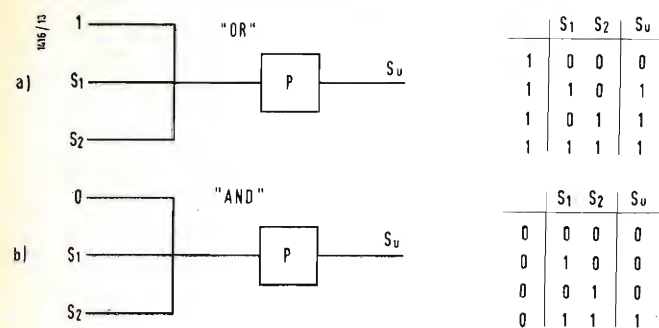 1416/13
1
"OR"
a)
S1
P
Su
S2
S1 S2 Su
1 0 0 0
1 1 0 1
1 0 1 1
1 1 1 1
0
"AND"
b)
S1
P
Su
S2
S1 S2 Su
0 0 0 0
0 1 0 0
0 0 1 0
0 1 1 1